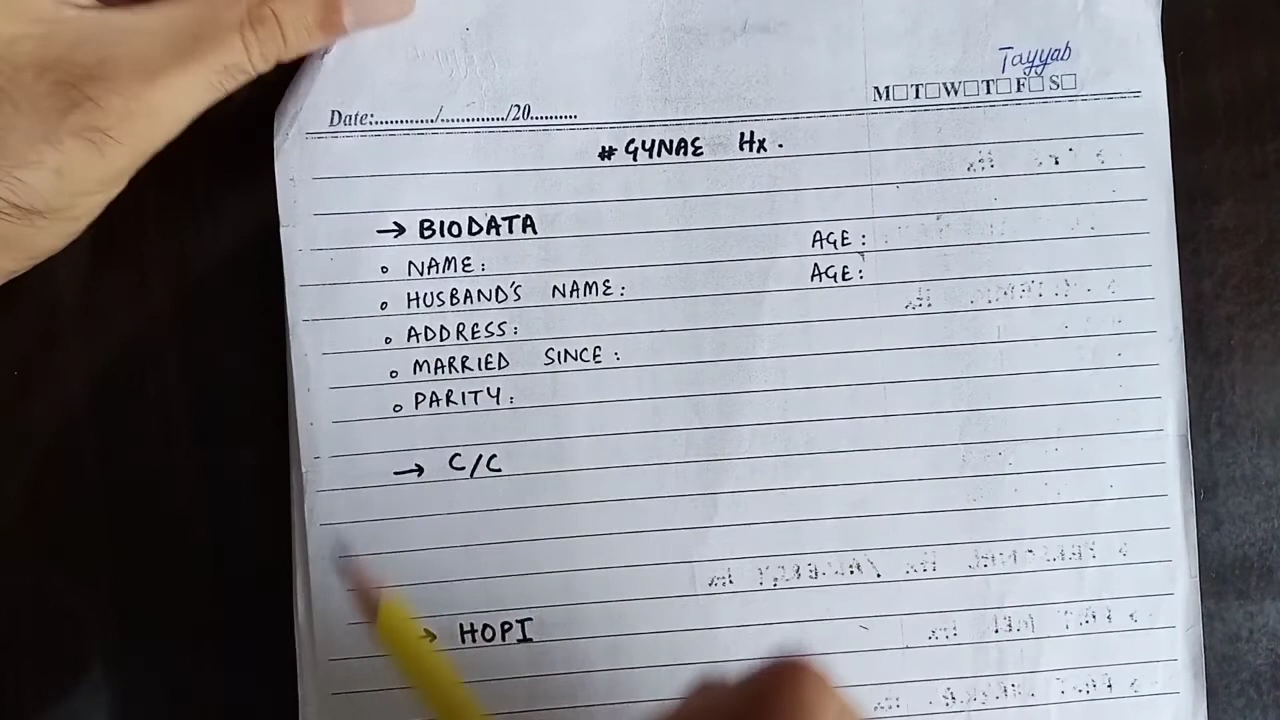 Tayyab
Date:............/............./20..........
M□T□W□T□F□S□
# GYNAE Hx.
→ BIODATA
• NAME: AGE:
• HUSBAND'S NAME: AGE:
• ADDRESS:
• MARRIED SINCE:
• PARITY:
→ C/C
→ HOPI